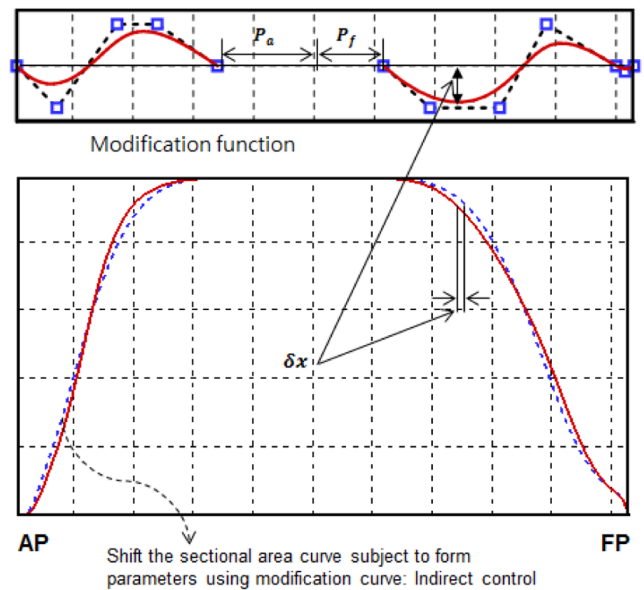 Pa Pf
Modification function
δx
AP FP
Shift the sectional area curve subject to form
parameters using modification curve: Indirect control